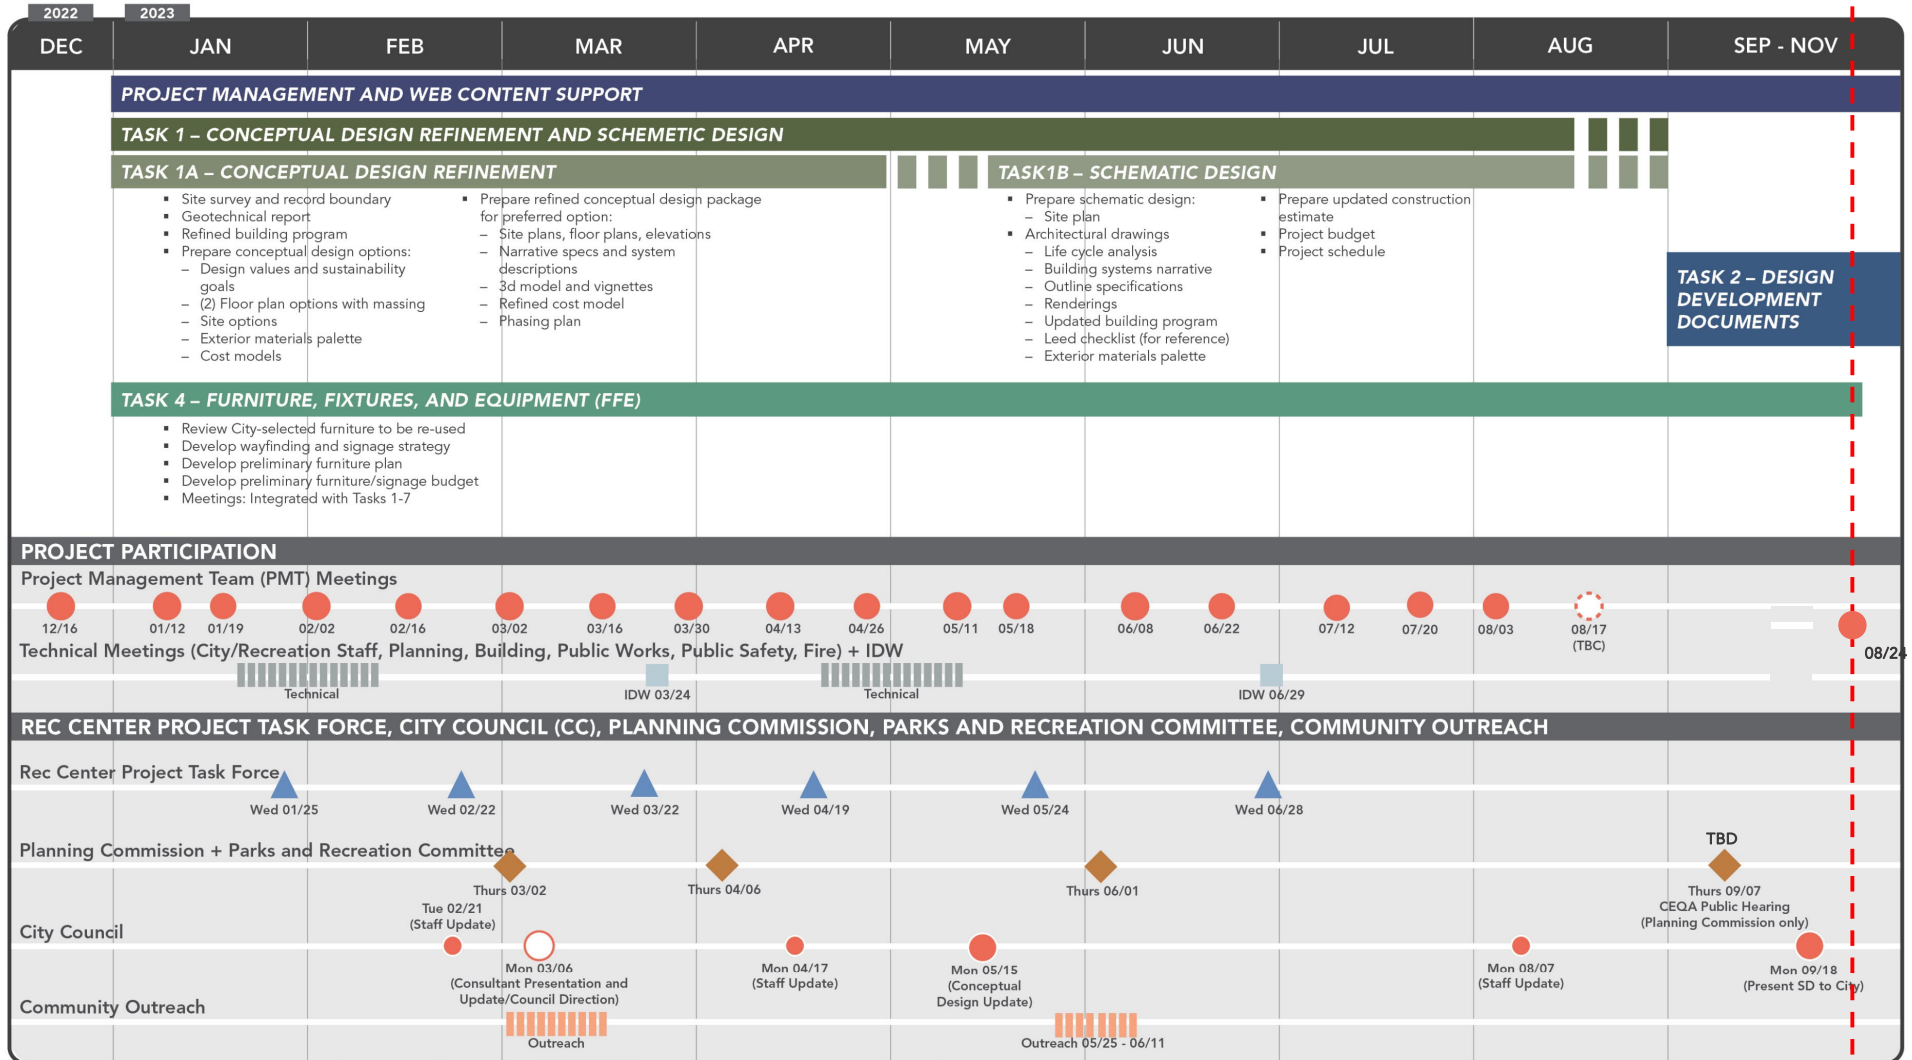 2022
2023
DEC
JAN
FEB
MAR
APR
MAY
JUN
JUL
AUG
SEP - NOV
PROJECT MANAGEMENT AND WEB CONTENT SUPPORT
TASK 1 – CONCEPTUAL DESIGN REFINEMENT AND SCHEMETIC DESIGN
TASK 1A – CONCEPTUAL DESIGN REFINEMENT
▪ Site survey and record boundary
▪ Geotechnical report
▪ Refined building program
▪ Prepare conceptual design options:
– Design values and sustainability
goals
– (2) Floor plan options with massing
– Site options
– Exterior materials palette
– Cost models
▪ Prepare refined conceptual design package
for preferred option:
– Site plans, floor plans, elevations
– Narrative specs and system
descriptions
– 3d model and vignettes
– Refined cost model
– Phasing plan
TASK1B – SCHEMATIC DESIGN
▪ Prepare schematic design:
– Site plan
▪ Architectural drawings
– Life cycle analysis
– Building systems narrative
– Outline specifications
– Renderings
– Updated building program
– Leed checklist (for reference)
– Exterior materials palette
▪ Prepare updated construction
estimate
▪ Project budget
▪ Project schedule
TASK 2 – DESIGN
DEVELOPMENT
DOCUMENTS
TASK 4 – FURNITURE, FIXTURES, AND EQUIPMENT (FFE)
▪ Review City-selected furniture to be re-used
▪ Develop wayfinding and signage strategy
▪ Develop preliminary furniture plan
▪ Develop preliminary furniture/signage budget
▪ Meetings: Integrated with Tasks 1-7
PROJECT PARTICIPATION
Project Management Team (PMT) Meetings
12/16
01/12
01/19
02/02
02/16
03/02
03/16
03/30
04/13
04/26
05/11
05/18
06/08
06/22
07/12
07/20
08/03
08/17
(TBC)
08/24
Technical Meetings (City/Recreation Staff, Planning, Building, Public Works, Public Safety, Fire) + IDW
Technical
IDW 03/24
Technical
IDW 06/29
REC CENTER PROJECT TASK FORCE, CITY COUNCIL (CC), PLANNING COMMISSION, PARKS AND RECREATION COMMITTEE, COMMUNITY OUTREACH
Rec Center Project Task Force
Wed 01/25
Wed 02/22
Wed 03/22
Wed 04/19
Wed 05/24
Wed 06/28
Planning Commission + Parks and Recreation Committee
Thurs 03/02
Thurs 04/06
Thurs 06/01
TBD
Thurs 09/07
CEQA Public Hearing
(Planning Commission only)
City Council
Tue 02/21
(Staff Update)
Mon 03/06
(Consultant Presentation and
Update/Council Direction)
Mon 04/17
(Staff Update)
Mon 05/15
(Conceptual
Design Update)
Mon 08/07
(Staff Update)
Mon 09/18
(Present SD to City)
Community Outreach
Outreach
Outreach 05/25 - 06/11